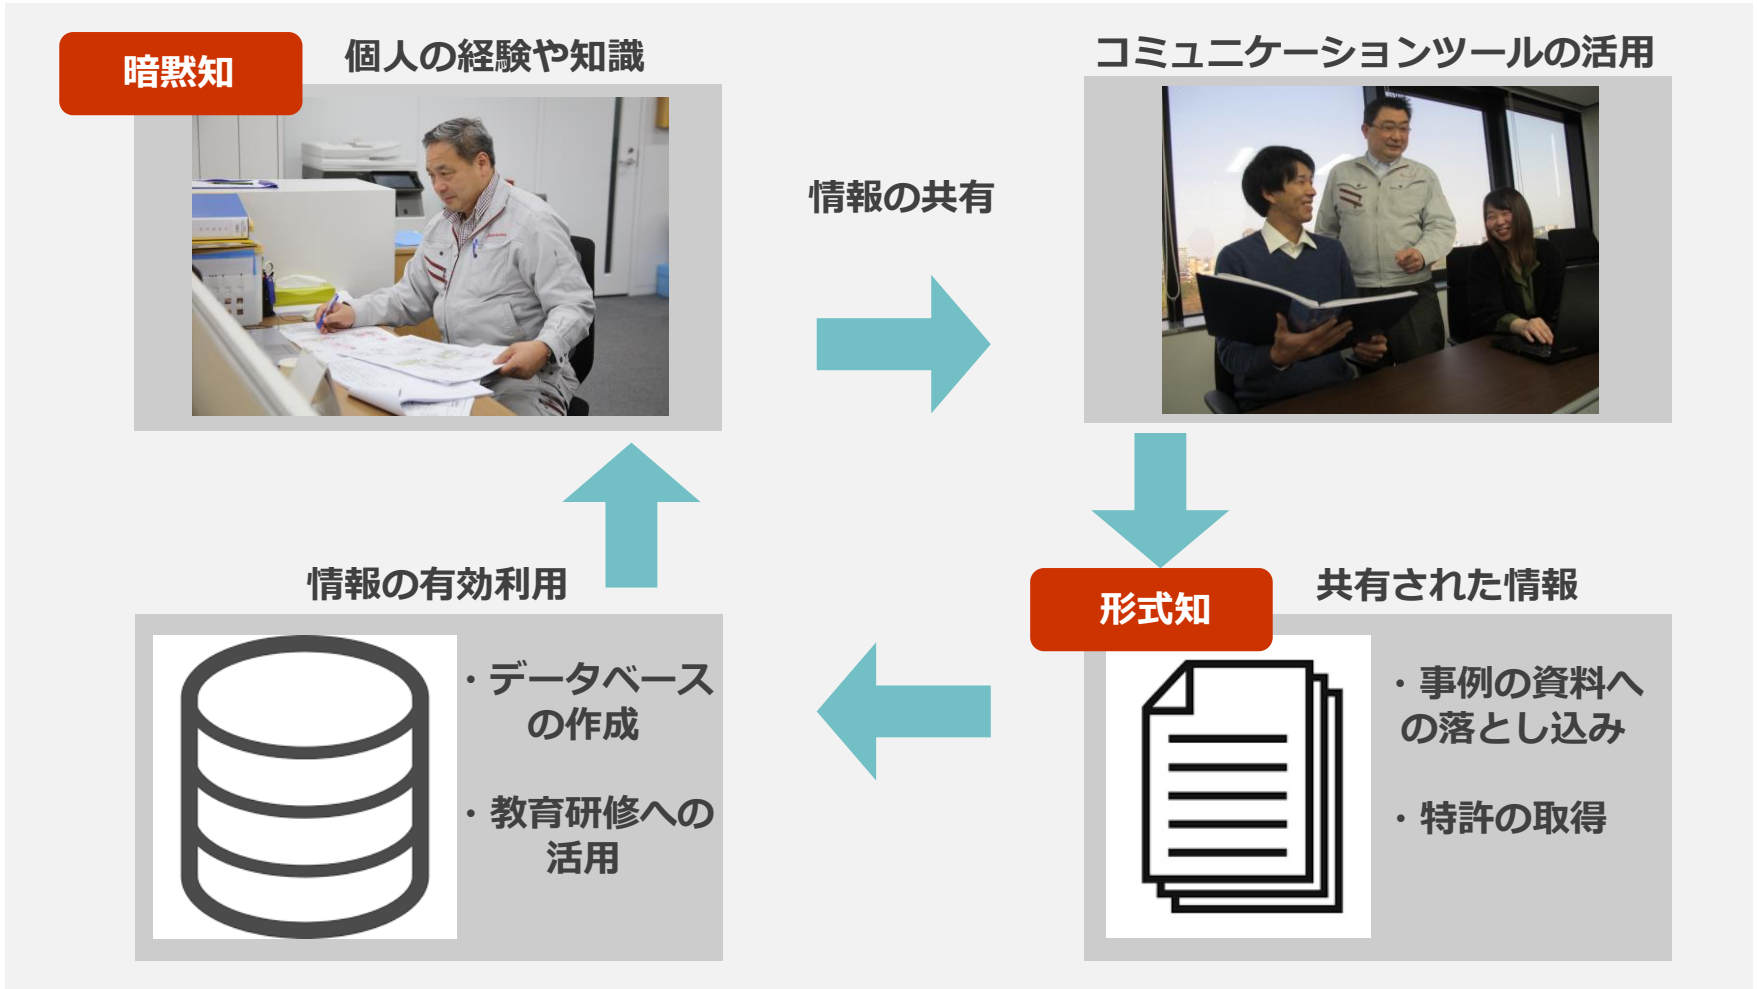 暗黙知
個人の経験や知識
コミュニケーションツールの活用
情報の共有
情報の有効利用
・データベース
の作成
・教育研修への
活用
形式知
共有された情報
・事例の資料へ
の落とし込み
・特許の取得